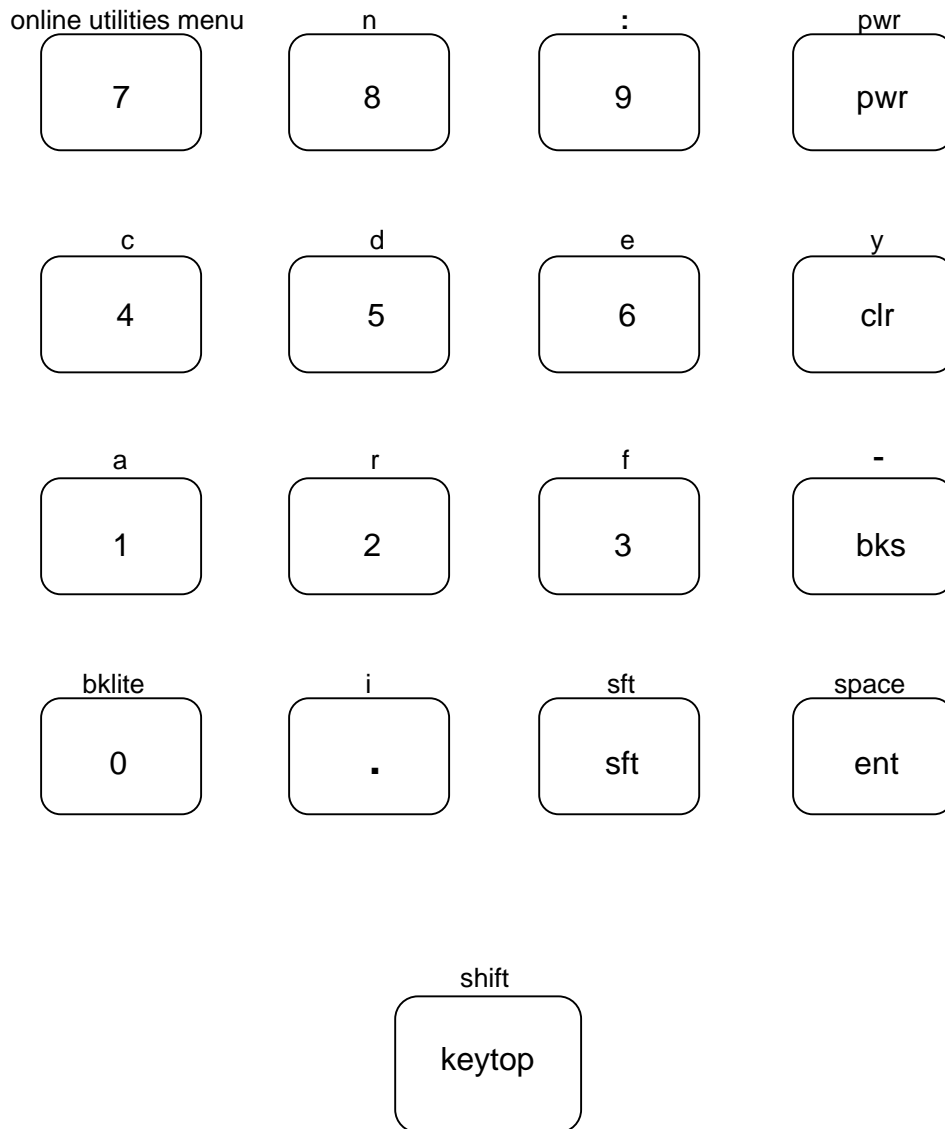 online utilities menu n : pwr
7 8 9 pwr
c d e y
4 5 6 clr
a r f -
1 2 3 bks
bklite i sft space
0 . sft ent
shift
keytop